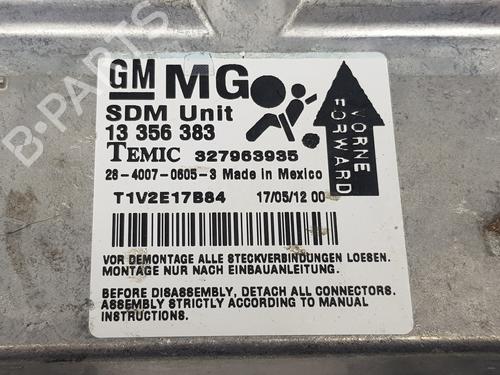 GM MG
SDM Unit
13 356 383
VORNE
FORWARD
TEMIC 327963935
28-4007-0605-3 Made in Mexico
T1V2E17B84 17/05/12 00
VOR DEMONTAGE ALLE STECKVERBINDUNGEN LOESEN.
MONTAGE NUR NACH EINBAUANLEITUNG.
BEFORE DISASSEMBLY, DETACH ALL CONNECTORS.
ASSEMBLY STRICTLY ACCORDING TO MANUAL
INSTRUCTIONS.
B-PARTS